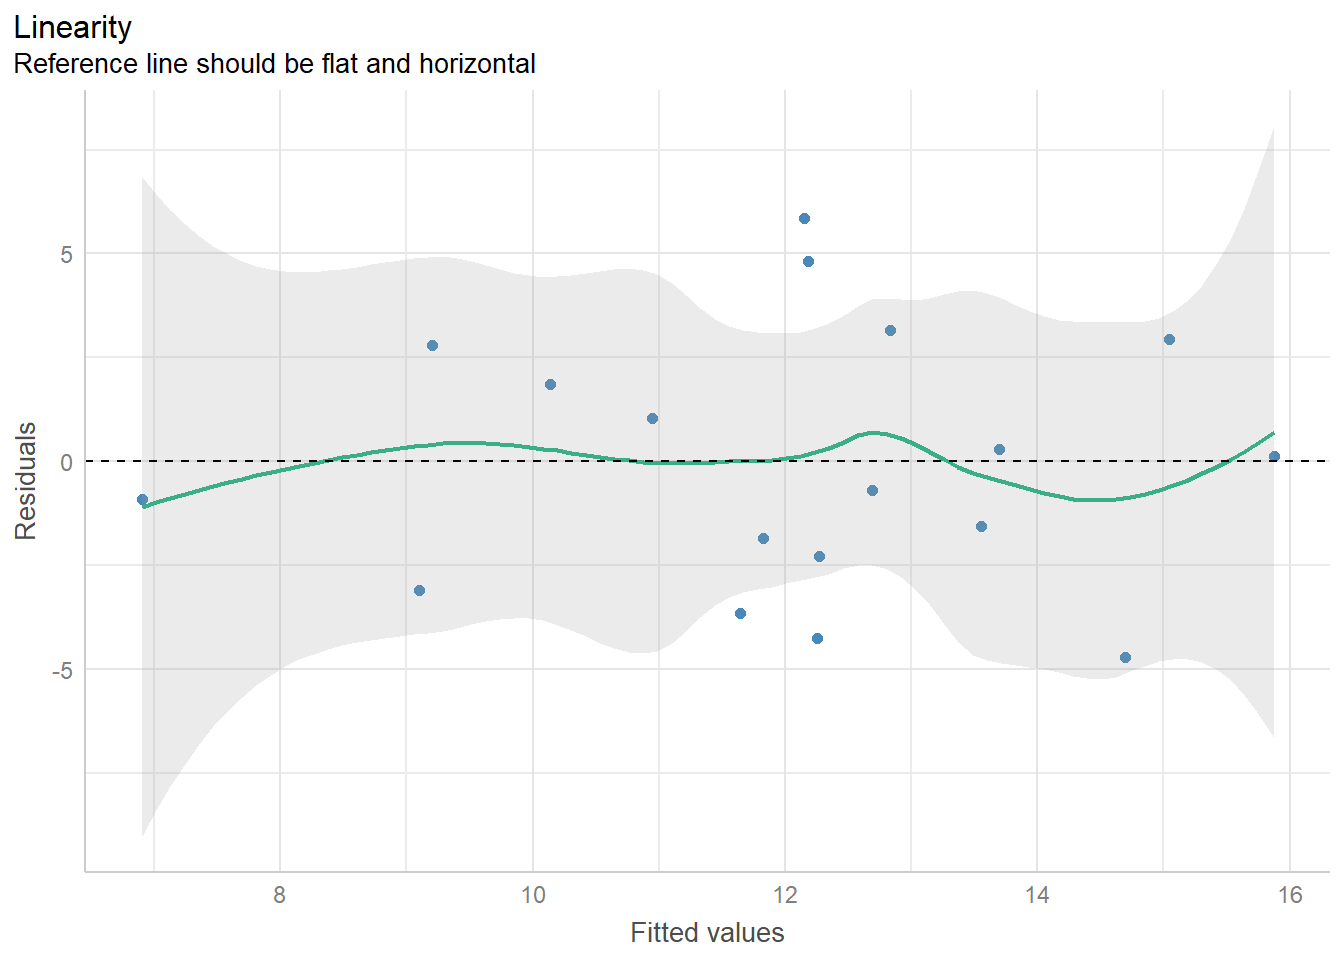 Linearity
Reference line should be flat and horizontal
5
0
-5
Residuals
8 10 12 14 16
Fitted values